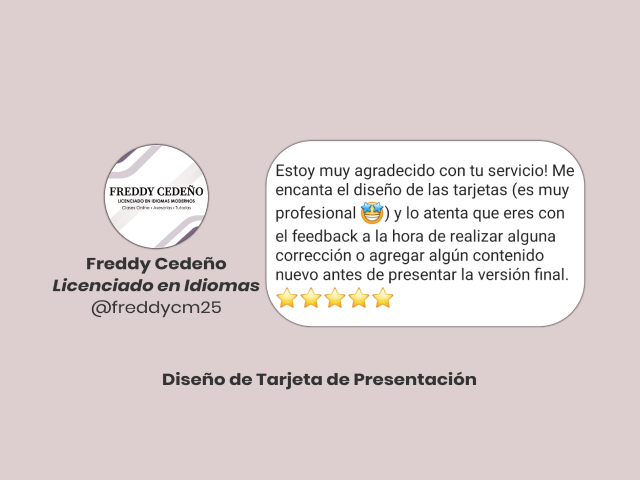 FREDDY CEDEÑO
LICENCIADO EN IDIOMAS MODERNOS
Clases Online • Asesorías • Tutorías
Freddy Cedeño
Licenciado en Idiomas
@freddycm25
Estoy muy agradecido con tu servicio! Me
encanta el diseño de las tarjetas (es muy
profesional 🤩) y lo atenta que eres con
el feedback a la hora de realizar alguna
corrección o agregar algún contenido
nuevo antes de presentar la versión final.
⭐⭐⭐⭐⭐
Diseño de Tarjeta de Presentación